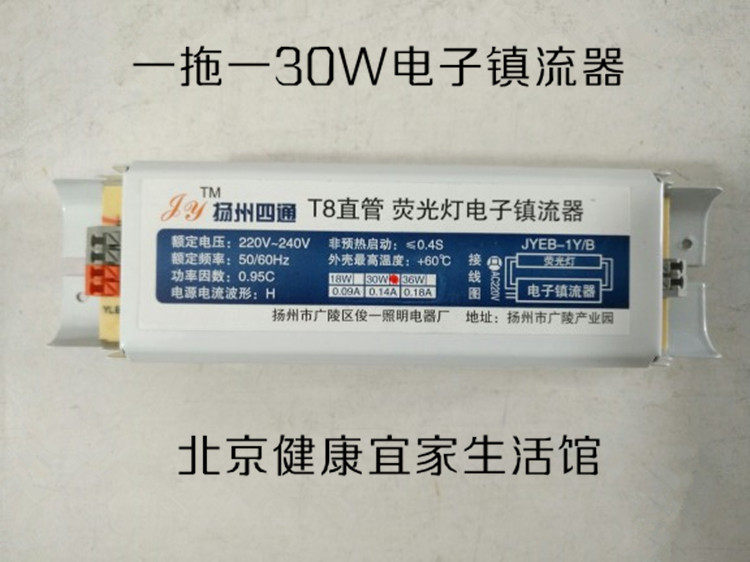 一拖一30W电子镇流器
JY TM 扬州四通 T8直管 荧光灯电子镇流器
额定电压：220V~240V 非预热启动：≤0.4S
额定频率：50/60Hz 外壳最高温度：+60℃
功率因数：0.95C
电源电流波形：H
18W 30W 36W
0.09A 0.14A 0.18A
接线图
JYEB-1Y/B
荧光灯
AC220V
电子镇流器
扬州市广陵区俊一照明电器厂 地址：扬州市广陵产业园
YLE
北京健康宜家生活馆